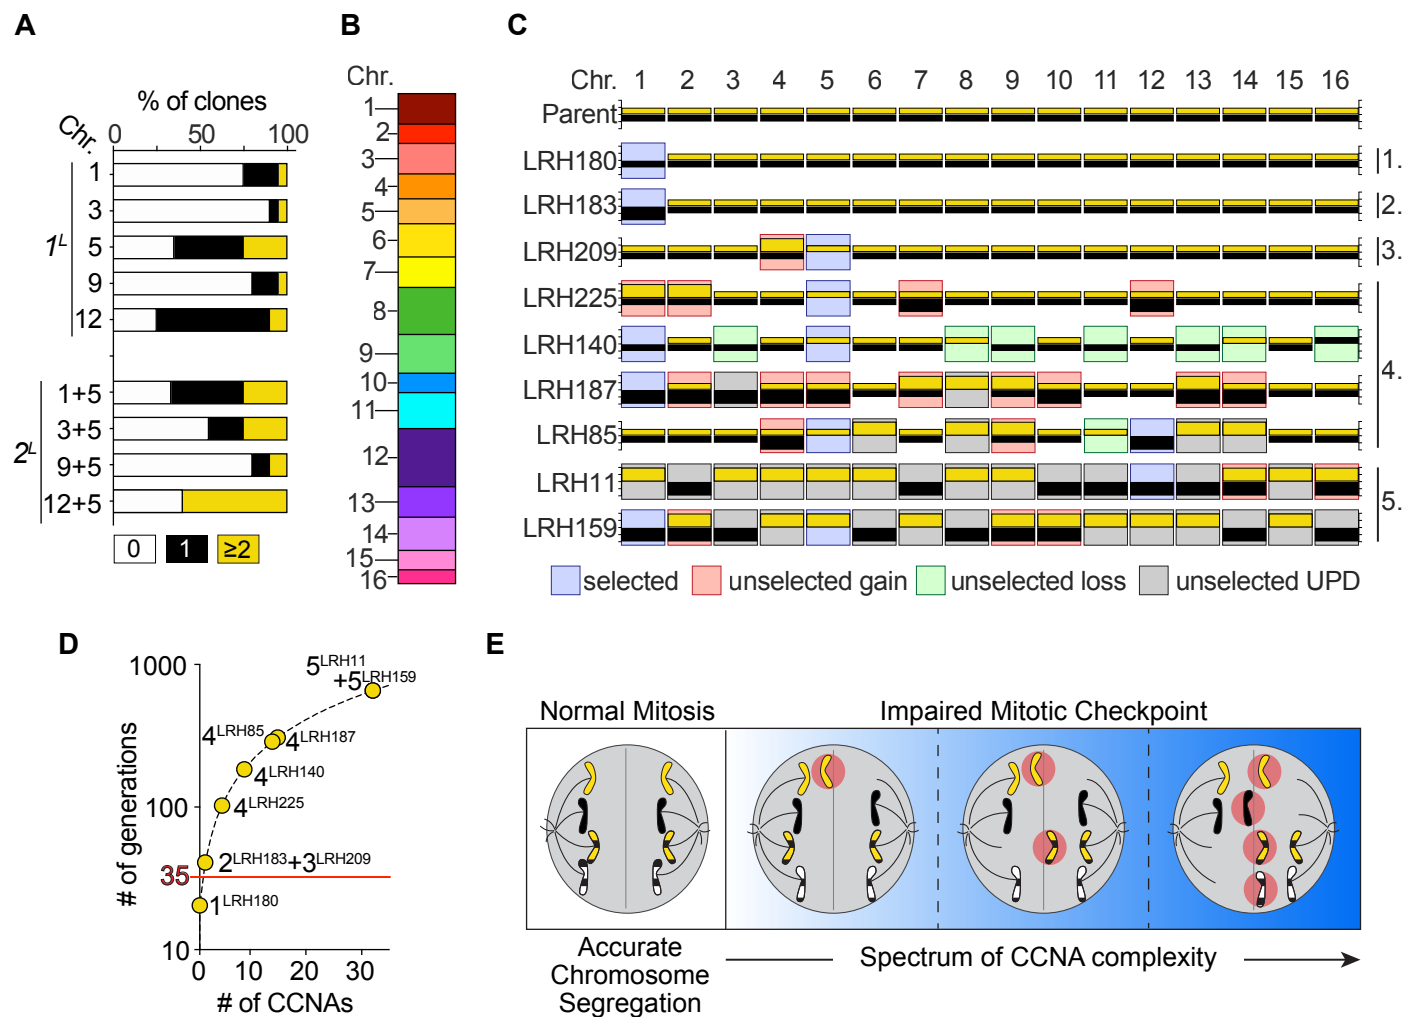 A
% of clones
Chr.
0 50 100
1
3
1L 5
9
12
1+5
3+5
2L
9+5
12+5
0 1 ≥2
B
Chr.
1
2
3
4
5
6
7
8
9
10
11
12
13
14
15
16
C
Chr. 1 2 3 4 5 6 7 8 9 10 11 12 13 14 15 16
Parent
LRH180 1.
LRH183 2.
LRH209 3.
LRH225
LRH140
4.
LRH187
LRH85
LRH11
5.
LRH159
selected unselected gain unselected loss unselected UPD
D
# of generations
1000
100
35
10
5LRH11
+5LRH159
4LRH85
4LRH187
4LRH140
4LRH225
2LRH183+3LRH209
1LRH180
0 10 20 30
# of CCNAs
E
Normal Mitosis Impaired Mitotic Checkpoint
Accurate
Chromosome
Segregation
Spectrum of CCNA complexity